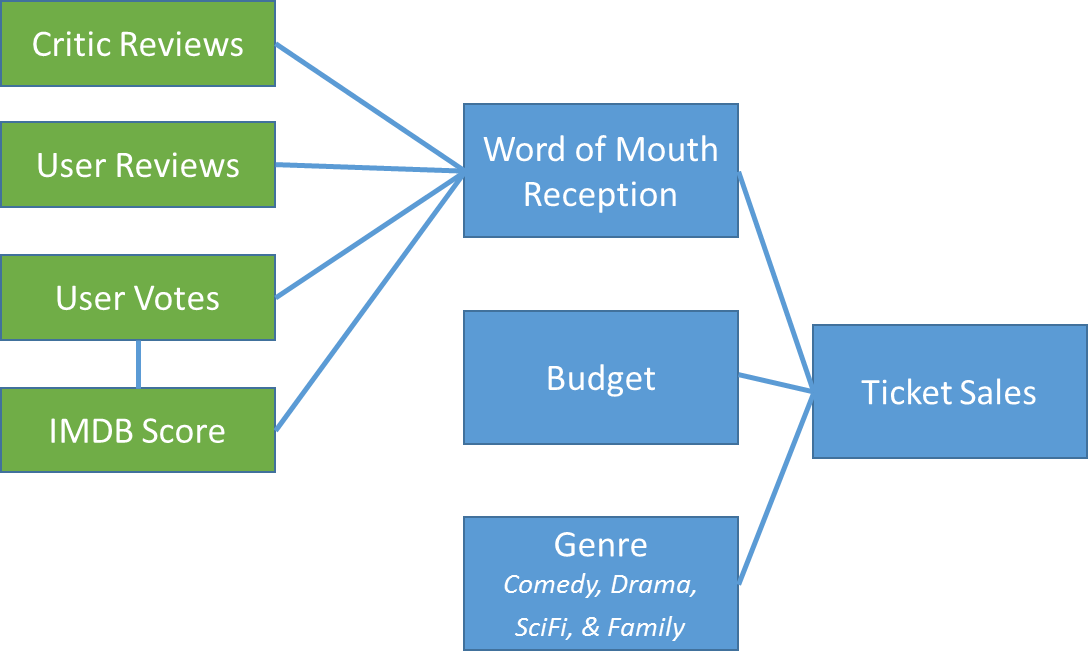 Critic Reviews
User Reviews
User Votes
IMDB Score
Word of Mouth
Reception
Budget
Genre
Comedy, Drama,
SciFi, & Family
Ticket Sales